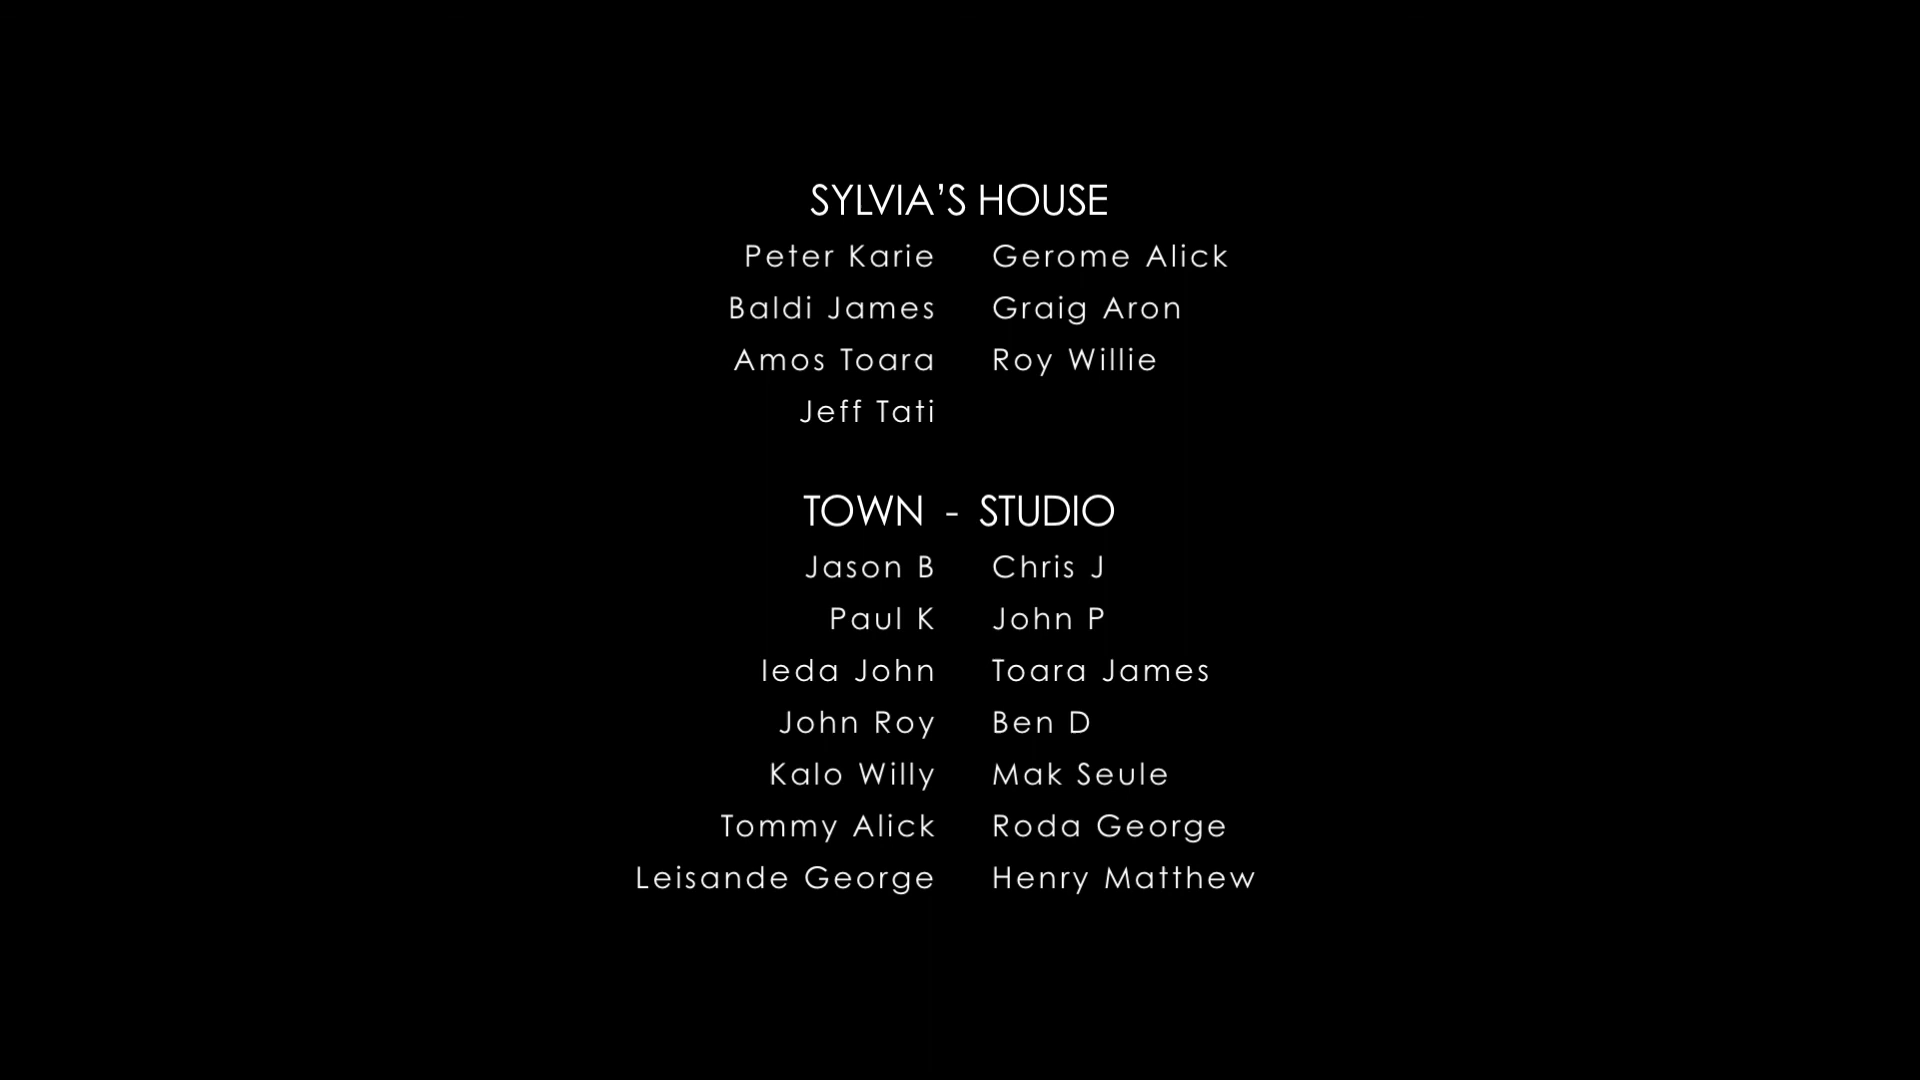 SYLVIA'S HOUSE
Peter Karie Gerome Alick
Baldi James Graig Aron
Amos Toara Roy Willie
Jeff Tati
TOWN - STUDIO
Jason B Chris J
Paul K John P
Ieda John Toara James
John Roy Ben D
Kalo Willy Mak Seule
Tommy Alick Roda George
Leisande George Henry Matthew